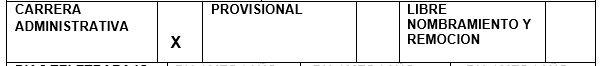 CARRERA
ADMINISTRATIVA
X
PROVISIONAL
LIBRE
NOMBRAMIENTO Y
REMOCION